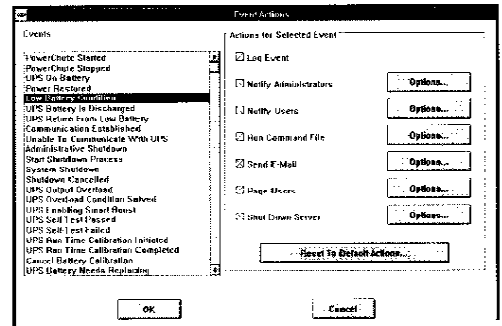 Event Actions
Events
PowerChute Started
PowerChute Stopped
UPS On Battery
Power Restored
Low Battery Condition
UPS Battery Is Discharged
UPS Return From Low Battery
Communication Established
Unable To Communicate With UPS
Administrative Shutdown
Start Shutdown Process
System Shutdown
Shutdown Cancelled
UPS Output Overload
UPS Overload Condition Solved
UPS Enabling Smart Boost
UPS Self Test Passed
UPS Self Test Failed
UPS Run Time Calibration Initiated
UPS Run Time Calibration Completed
Cancel Battery Calibration
UPS Battery Needs Replacing
Actions for Selected Event
Log Event
Notify Administrators
Options...
Notify Users
Options...
Run Command File
Options...
Send E-Mail
Options...
Page Users
Options...
Shut Down Server
Options...
Reset To Default Actions...
OK
Cancel